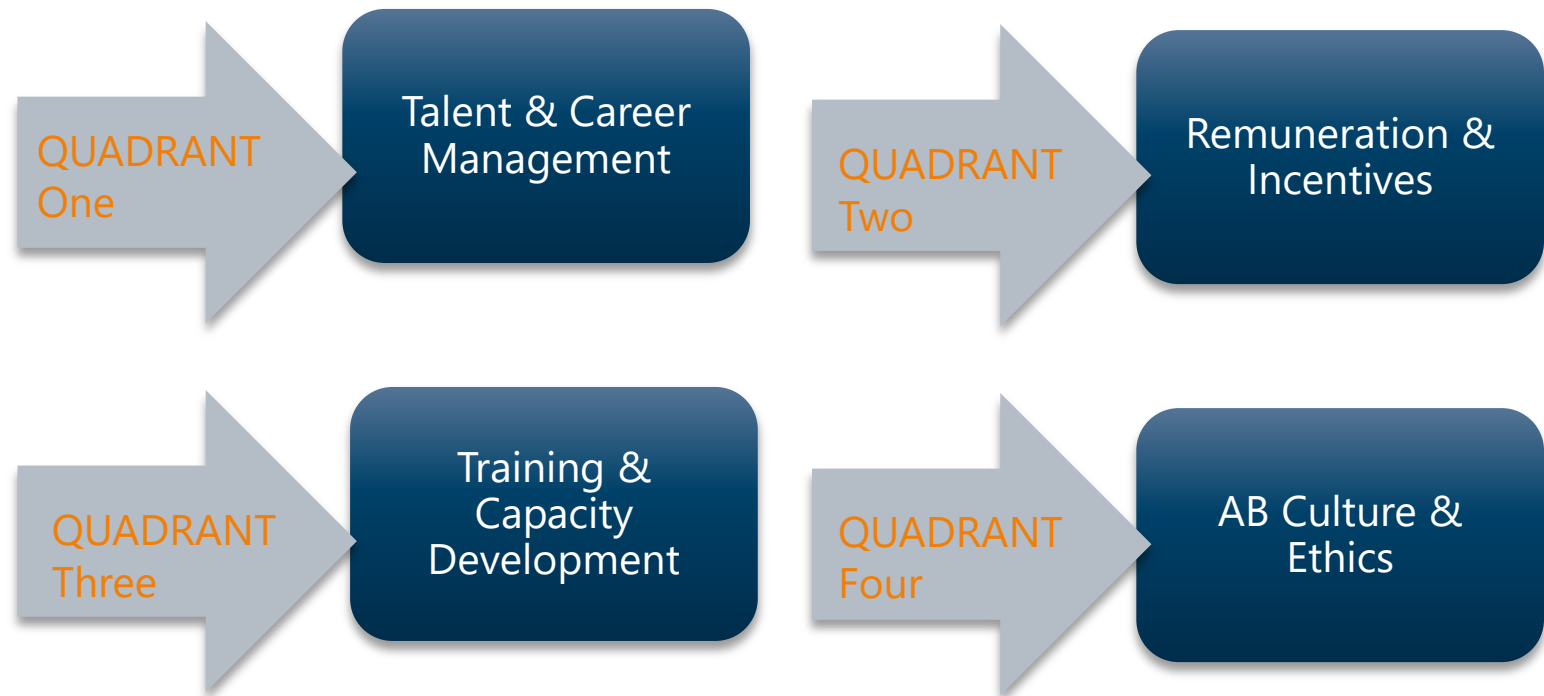 QUADRANT
One
Talent & Career
Management
QUADRANT
Two
Remuneration &
Incentives
QUADRANT
Three
Training &
Capacity
Development
QUADRANT
Four
AB Culture &
Ethics